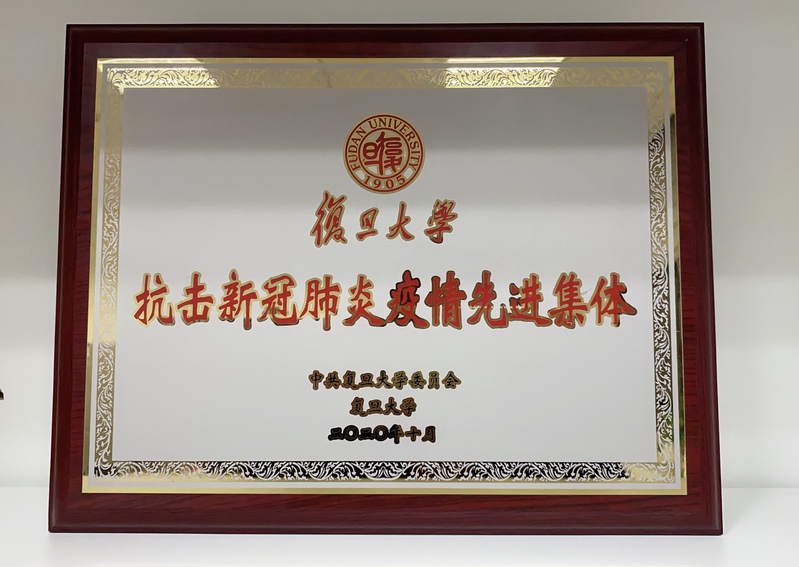 FUDAN UNIVERSITY
1905
復旦大學
抗击新冠肺炎疫情先进集体
中共复旦大学委员会
复旦大学
二〇二〇年十月